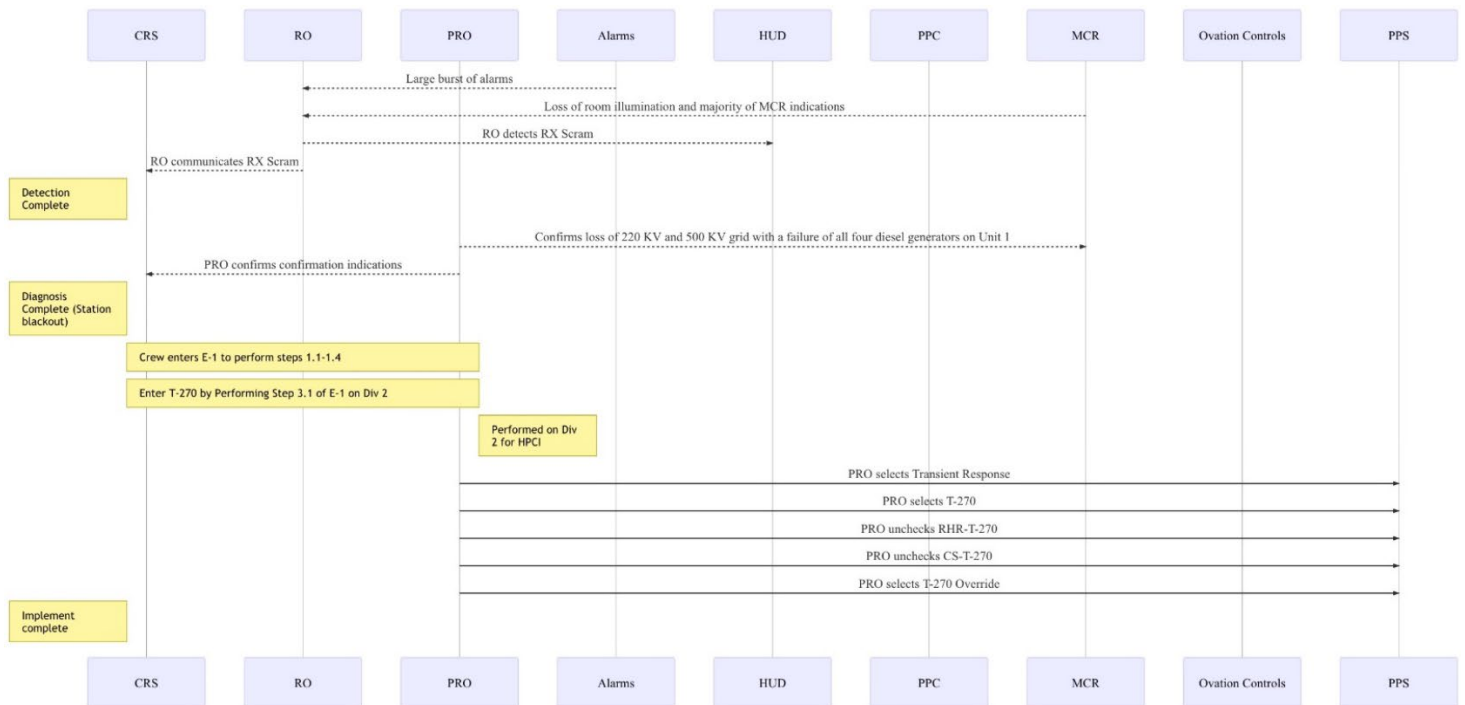 CRS RO PRO Alarms HUD PPC MCR Ovation Controls PPS
Large burst of alarms
Loss of room illumination and majority of MCR indications
RO detects RX Scram
RO communicates RX Scram
Detection
Complete
Confirms loss of 220 KV and 500 KV grid with a failure of all four diesel generators on Unit 1
PRO confirms confirmation indications
Diagnosis
Complete (Station
blackout)
Crew enters E-1 to perform steps 1.1-1.4
Enter T-270 by Performing Step 3.1 of E-1 on Div 2
Performed on Div
2 for HPCI
PRO selects Transient Response
PRO selects T-270
PRO unchecks RHR-T-270
PRO unchecks CS-T-270
PRO selects T-270 Override
Implement
complete
CRS RO PRO Alarms HUD PPC MCR Ovation Controls PPS